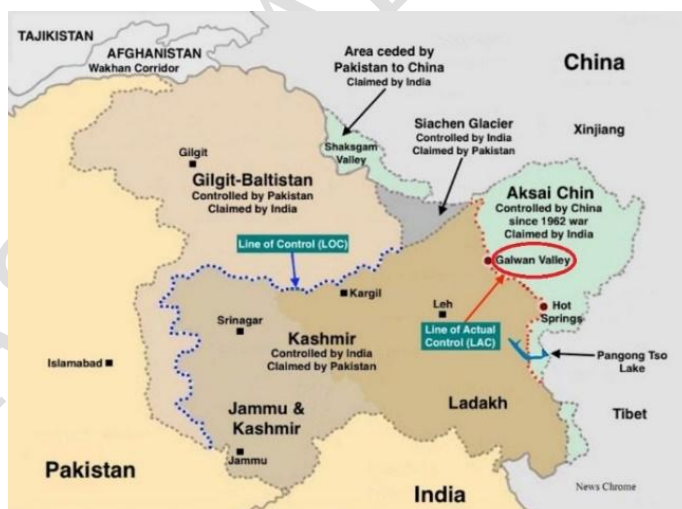 TAJIKISTAN
AFGHANISTAN
Wakhan Corridor
Area ceded by
Pakistan to China
Claimed by India
China
Siachen Glacier
Controlled by India
Claimed by Pakistan
Xinjiang
Shaksgam
Valley
Gilgit
Gilgit-Baltistan
Controlled by Pakistan
Claimed by India
Aksai Chin
Controlled by China
since 1962 war
Claimed by India
Line of Control (LOC)
Galwan Valley
Kargil
Leh
Hot
Springs
Srinagar
Line of Actual
Control (LAC)
Kashmir
Controlled by India
Claimed by Pakistan
Islamabad
Pangong Tso
Lake
Jammu &
Kashmir
Ladakh
Tibet
Jammu
Pakistan
India
News Chrome